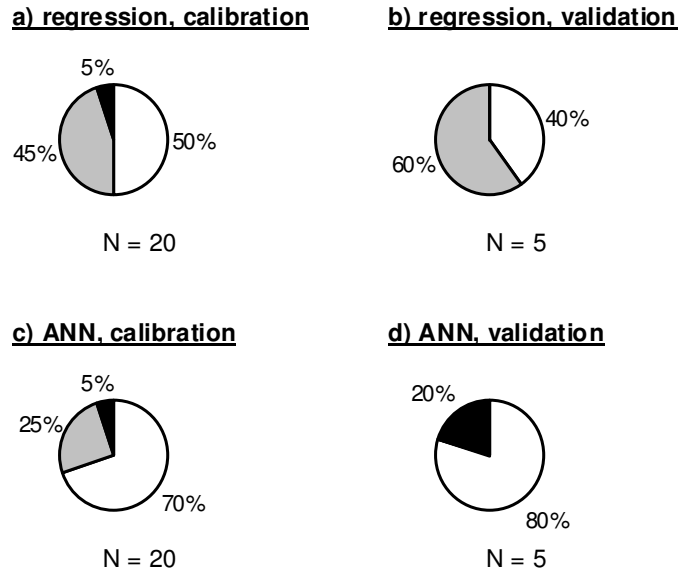 a) regression, calibration
5%
45%
50%
N = 20
b) regression, validation
40%
60%
N = 5
c) ANN, calibration
5%
25%
70%
N = 20
d) ANN, validation
20%
80%
N = 5